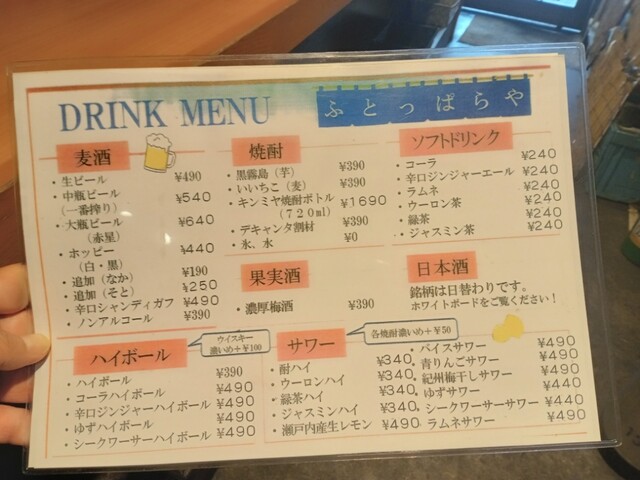 DRINK MENU
ふとっぱらや
麦酒
・生ビール ¥490
・中瓶ビール ¥540
（一番搾り）
・大瓶ビール ¥640
（赤星）
・ホッピー ¥440
（白・黒）
・追加（なか） ¥190
・追加（そと） ¥250
・辛口シャンディガフ ¥490
・ノンアルコール ¥390
焼酎
・黒霧島（芋） ¥390
・いいちこ（麦） ¥390
・キンミヤ焼酎ボトル ¥1690
（720ml）
・デキャンタ割材 ¥390
・氷、水 ¥0
果実酒
・濃厚梅酒 ¥390
ソフトドリンク
・コーラ ¥240
・辛口ジンジャーエール ¥240
・ラムネ ¥240
・ウーロン茶 ¥240
・緑茶 ¥240
・ジャスミン茶 ¥240
日本酒
銘柄は日替わりです。
ホワイトボードをご覧ください！
ハイボール
ウイスキー
濃いめ+¥100
・ハイボール ¥390
・コーラハイボール ¥490
・辛口ジンジャーハイボール ¥490
・ゆずハイボール ¥490
・シークワーサーハイボール ¥490
サワー
各焼酎濃いめ+¥50
・酎ハイ ¥340
・ウーロンハイ ¥340
・緑茶ハイ ¥340
・ジャスミンハイ ¥340
・瀬戸内産生レモン ¥490
・バイスサワー ¥490
・青りんごサワー ¥490
・紀州梅干しサワー ¥490
・ゆずサワー ¥440
・シークワーサーサワー ¥440
・ラムネサワー ¥490